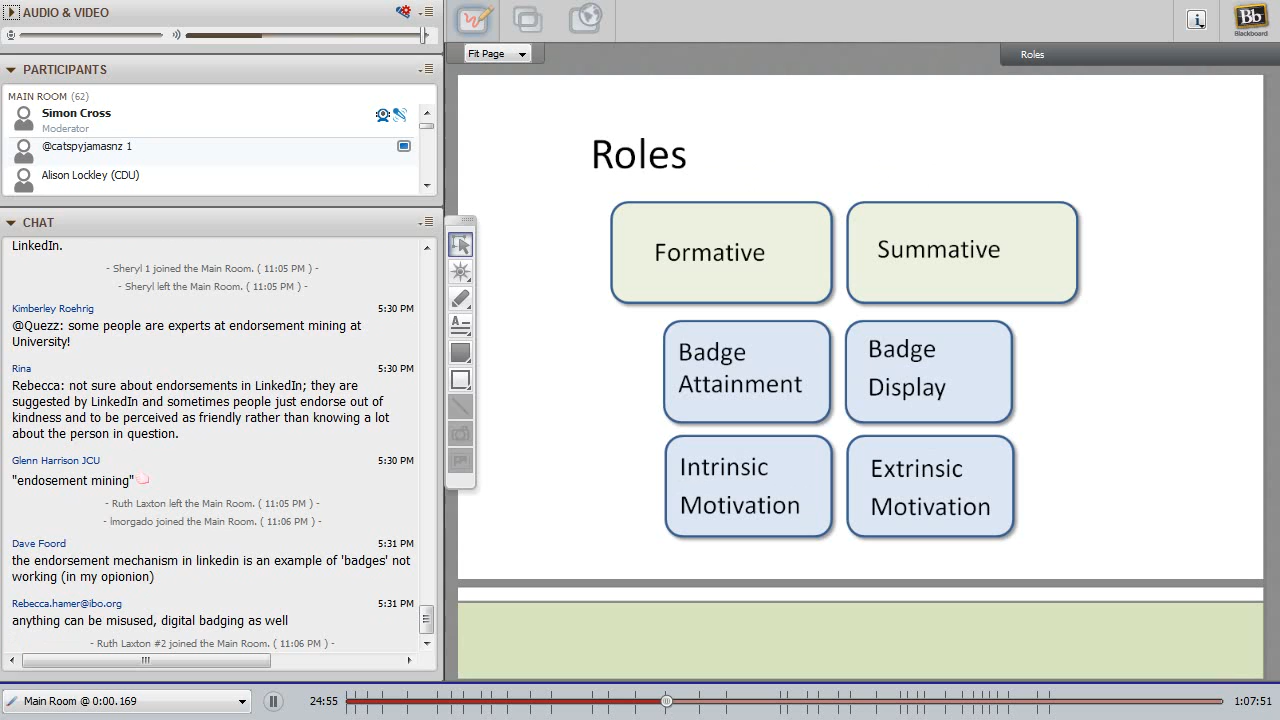 AUDIO & VIDEO
PARTICIPANTS
MAIN ROOM (62)
Simon Cross
Moderator
@catspyjamasnz 1
Alison Lockley (CDU)
CHAT
LinkedIn.
- Sheryl 1 joined the Main Room. ( 11:05 PM ) -
- Sheryl left the Main Room. ( 11:05 PM ) -
Kimberley Roehrig 5:30 PM
@Quezz: some people are experts at endorsement mining at
University!
Rina 5:30 PM
Rebecca: not sure about endorsements in LinkedIn; they are
suggested by LinkedIn and sometimes people just endorse out of
kindness and to be perceived as friendly rather than knowing a lot
about the person in question.
Glenn Harrison JCU 5:30 PM
"endosement mining"
- Ruth Laxton left the Main Room. ( 11:05 PM ) -
- lmorgado joined the Main Room. ( 11:06 PM ) -
Dave Foord 5:31 PM
the endorsement mechanism in linkedin is an example of 'badges' not
working (in my opionion)
Rebecca.hamer@ibo.org 5:31 PM
anything can be misused, digital badging as well
- Ruth Laxton #2 joined the Main Room. ( 11:06 PM ) -
Main Room @ 0:00.169
24:55
1:07:51
Fit Page
Roles
Bb
Blackboard
Roles
Formative
Summative
Badge
Attainment
Badge
Display
Intrinsic
Motivation
Extrinsic
Motivation